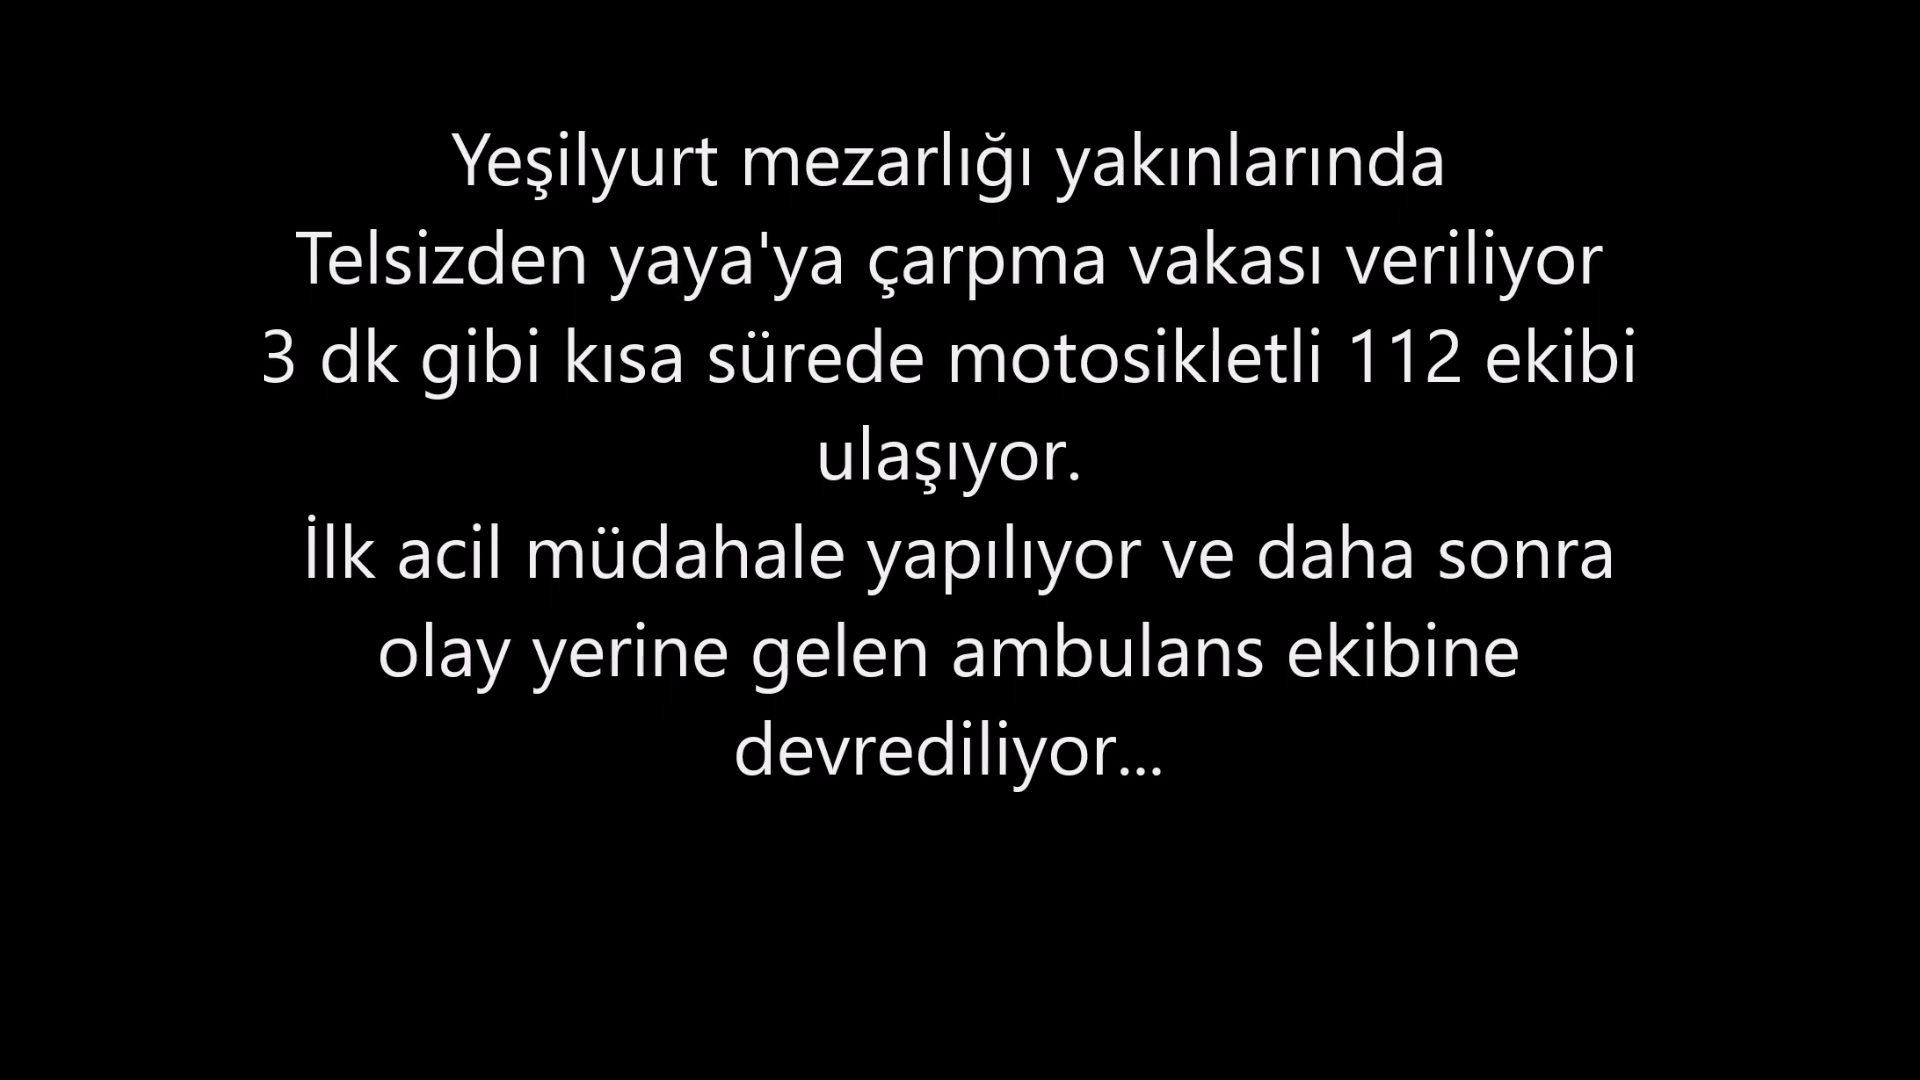 Yeşilyurt mezarlığı yakınlarında
Telsizden yaya'ya çarpma vakası veriliyor
3 dk gibi kısa sürede motosikletli 112 ekibi
ulaşıyor.
İlk acil müdahale yapılıyor ve daha sonra
olay yerine gelen ambulans ekibine
devrediliyor...